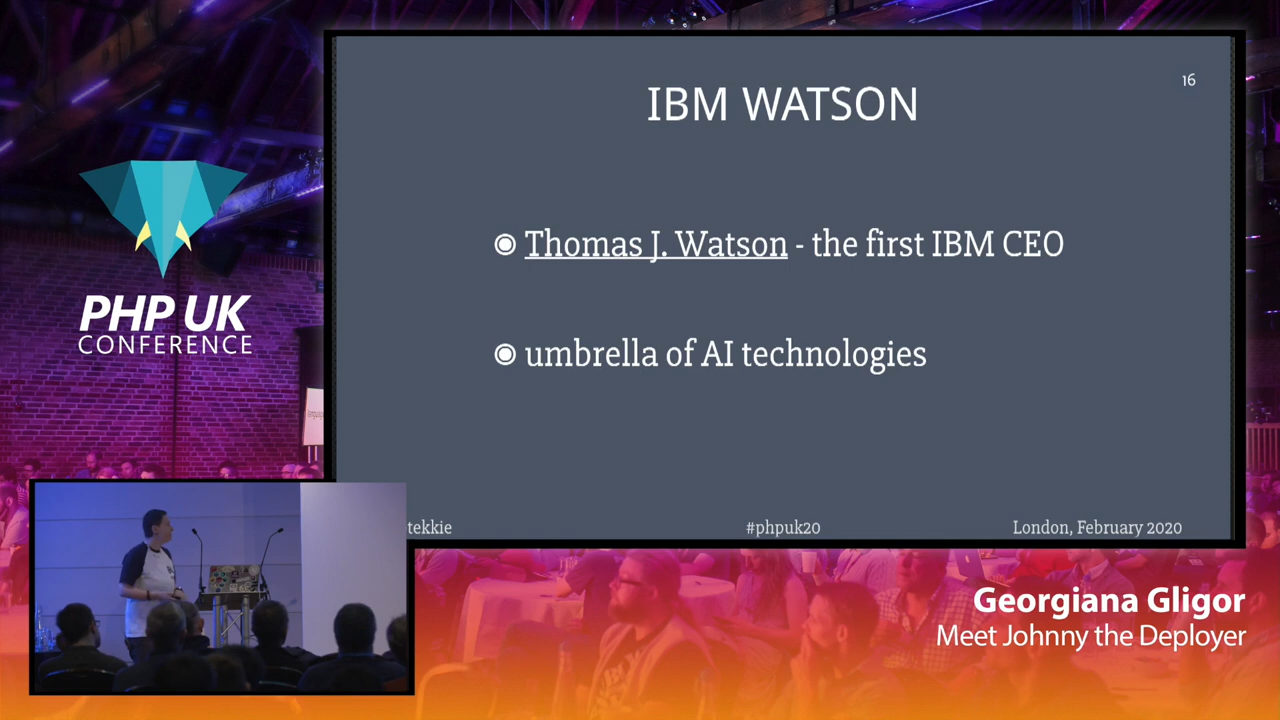 16
IBM WATSON
Thomas J. Watson - the first IBM CEO
umbrella of AI technologies
tekkie
#phpuk20
London, February 2020
PHP UK
CONFERENCE
Georgiana Gligor
Meet Johnny the Deployer